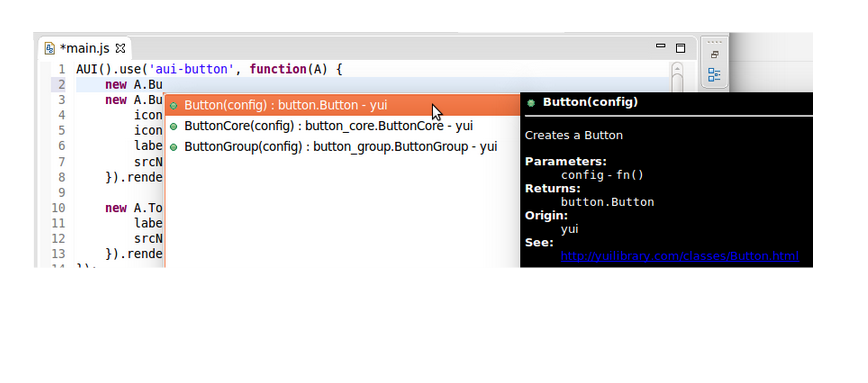 *main.js
1 AUI().use('aui-button', function(A) {
2 new A.Bu
3 new A.Bu
4 icon
5 icon
6 labe
7 srcN
8 }).rende
9
10 new A.To
11 labe
12 srcN
13 }).rende
14 });
Button(config) : button.Button - yui
ButtonCore(config) : button_core.ButtonCore - yui
ButtonGroup(config) : button_group.ButtonGroup - yui
Button(config)
Creates a Button
Parameters:
config - fn()
Returns:
button.Button
Origin:
yui
See:
http://yuilibrary.com/classes/Button.html